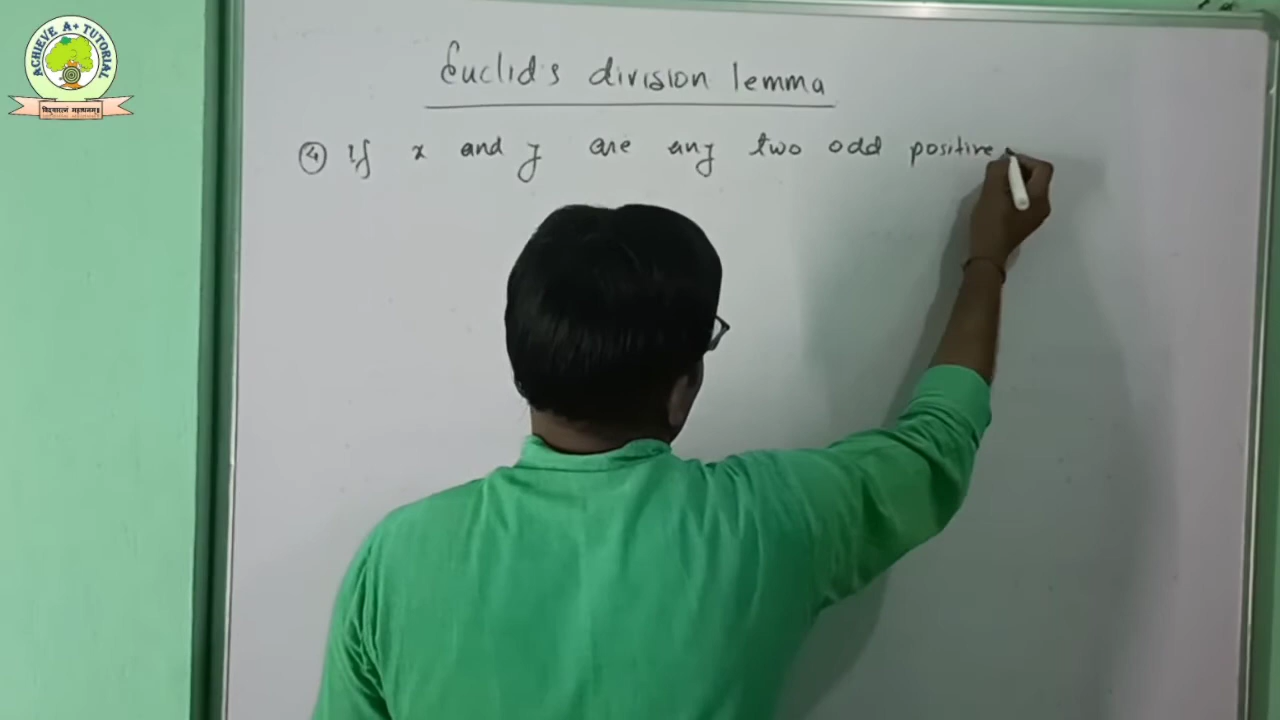 ACHIEVE A+ TUTORIAL
Euclid's division lemma
④ If x and y are any two odd positive